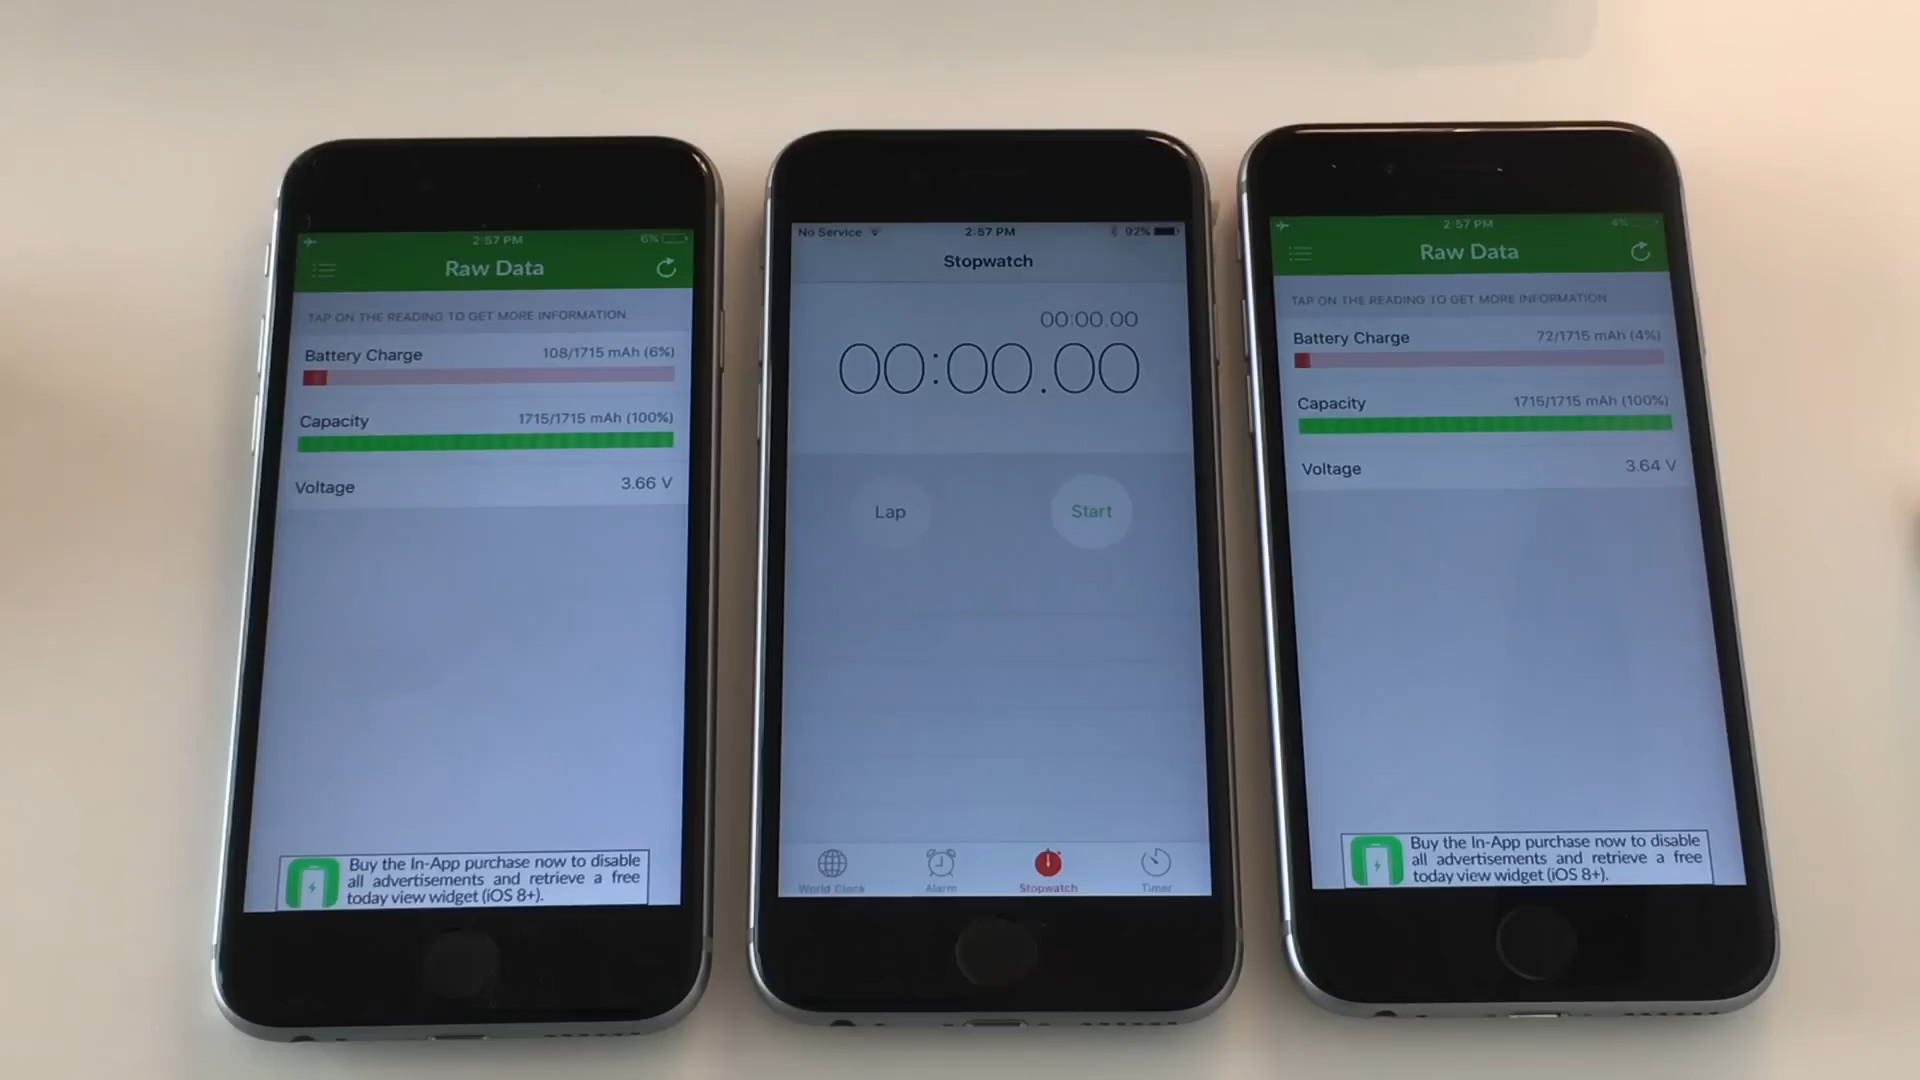 2:57 PM
6%
Raw Data
TAP ON THE READING TO GET MORE INFORMATION
Battery Charge
108/1715 mAh (6%)
Capacity
1715/1715 mAh (100%)
Voltage
3.66 V
Buy the In-App purchase now to disable
all advertisements and retrieve a free
today view widget (iOS 8+).
No Service
2:57 PM
92%
Stopwatch
00:00.00
00:00.00
Lap
Start
World Clock
Alarm
Stopwatch
Timer
2:57 PM
4%
Raw Data
TAP ON THE READING TO GET MORE INFORMATION
Battery Charge
72/1715 mAh (4%)
Capacity
1715/1715 mAh (100%)
Voltage
3.64 V
Buy the In-App purchase now to disable
all advertisements and retrieve a free
today view widget (iOS 8+).